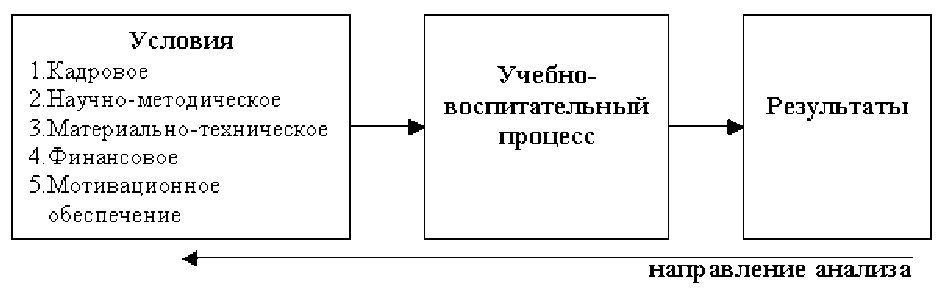 Условия
1.Кадровое
2.Научно-методическое
3.Материально-техническое
4.Финансовое
5.Мотивационное
обеспечение
Учебно-
воспитательный
процесс
Результаты
направление анализа